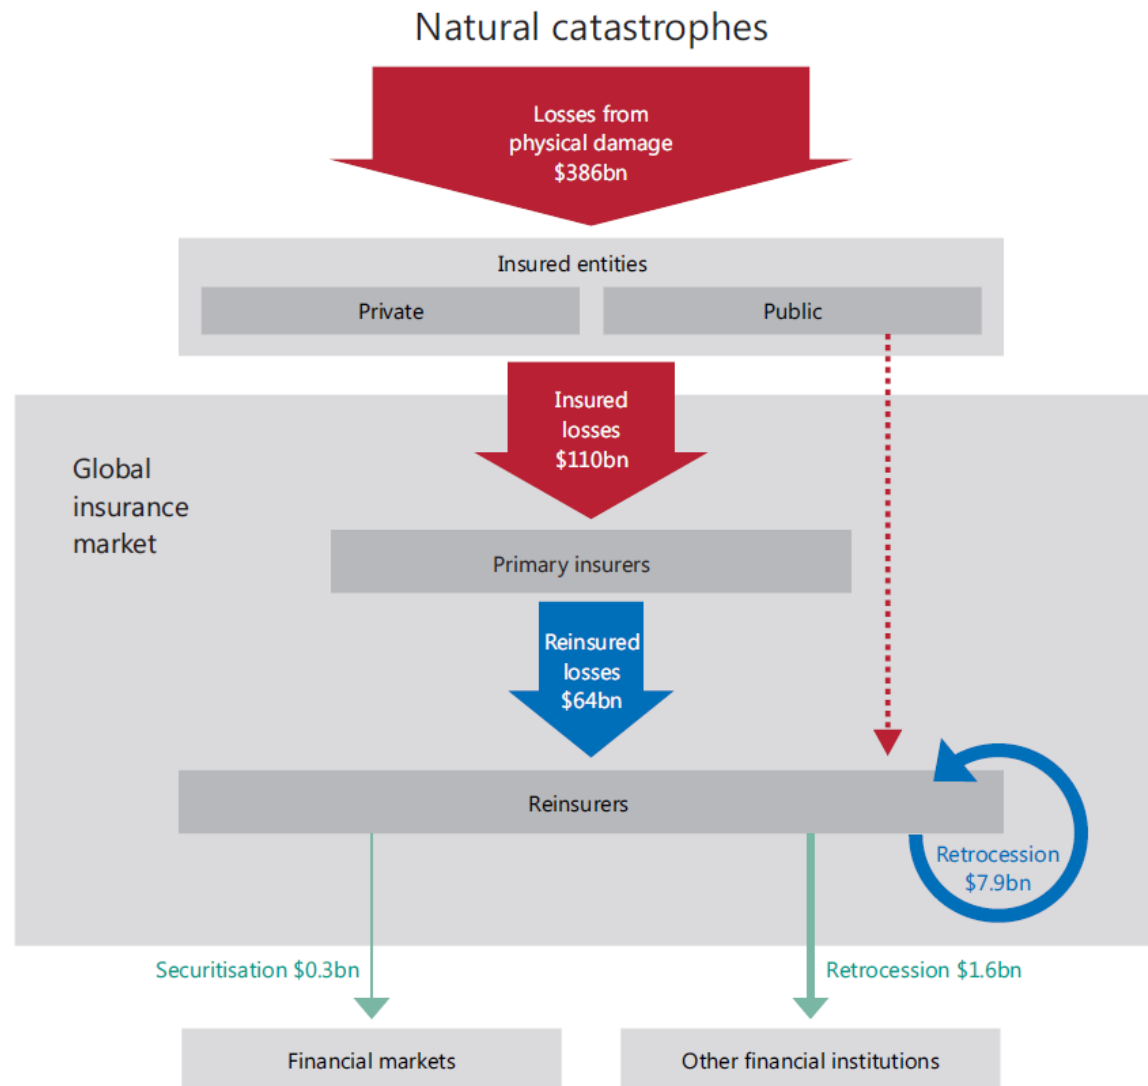 Natural catastrophes
Losses from
physical damage
$386bn
Insured entities
Private
Public
Insured
losses
$110bn
Global
insurance
market
Primary insurers
Reinsured
losses
$64bn
Reinsurers
Retrocession
$7.9bn
Securitisation $0.3bn
Retrocession $1.6bn
Financial markets
Other financial institutions